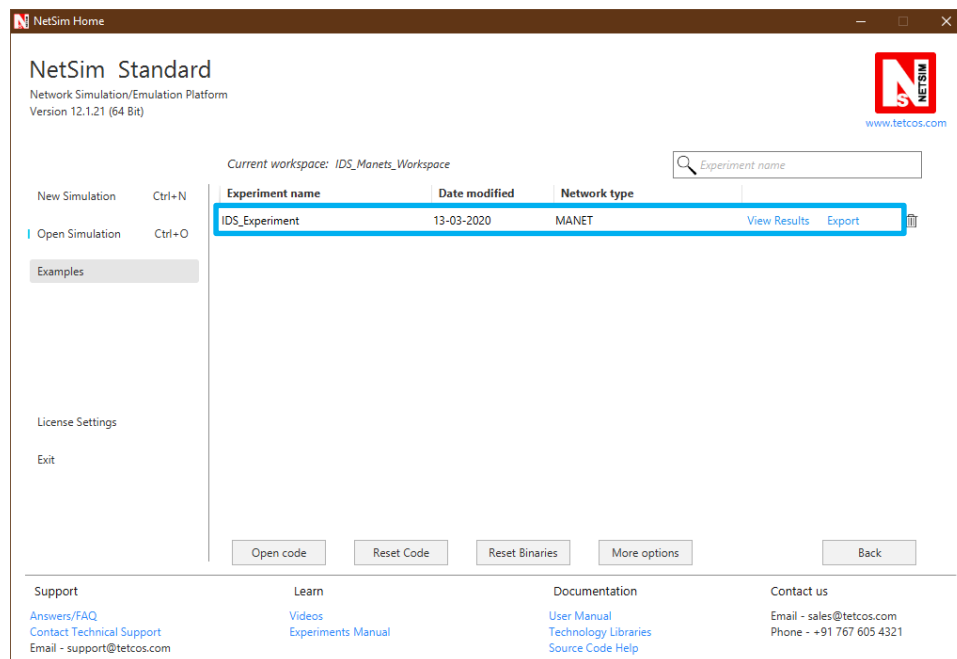 NetSim Home
NetSim Standard
Network Simulation/Emulation Platform
Version 12.1.21 (64 Bit)
NETSIM
www.tetcos.com
Current workspace: IDS_Manets_Workspace
Experiment name
New Simulation Ctrl+N
Open Simulation Ctrl+O
Examples
License Settings
Exit
Experiment name Date modified Network type
IDS_Experiment 13-03-2020 MANET View Results Export
Open code Reset Code Reset Binaries More options Back
Support
Answers/FAQ
Contact Technical Support
Email - support@tetcos.com
Learn
Videos
Experiments Manual
Documentation
User Manual
Technology Libraries
Source Code Help
Contact us
Email - sales@tetcos.com
Phone - +91 767 605 4321